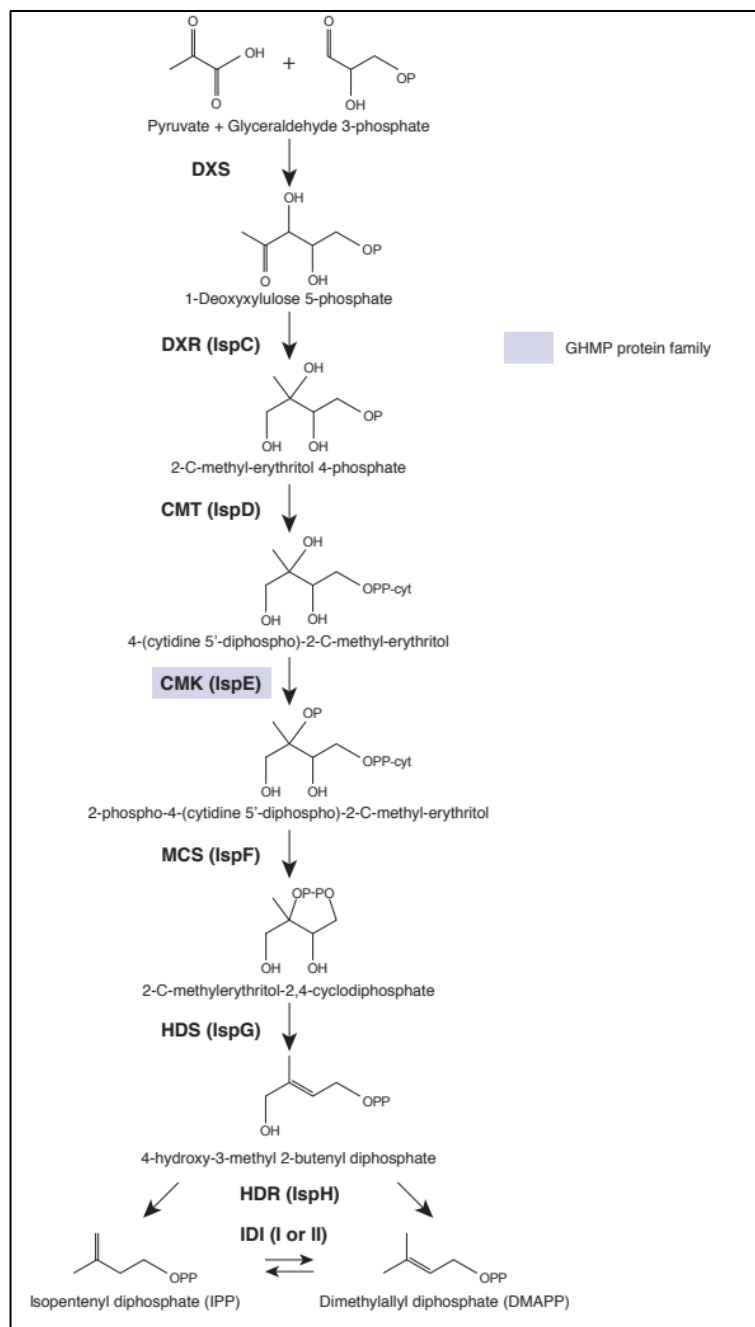 O
OH
+
O
O
OP
OH
Pyruvate + Glyceraldehyde 3-phosphate
DXS
OH
OP
O
OH
1-Deoxyxylulose 5-phosphate
DXR (IspC)
GHMP protein family
OH
OP
OH
OH
2-C-methyl-erythritol 4-phosphate
CMT (IspD)
OH
OPP-cyt
OH
OH
4-(cytidine 5'-diphospho)-2-C-methyl-erythritol
CMK (IspE)
OP
OPP-cyt
OH
OH
2-phospho-4-(cytidine 5'-diphospho)-2-C-methyl-erythritol
MCS (IspF)
OP-PO
OH
OH
2-C-methylerythritol-2,4-cyclodiphosphate
HDS (IspG)
OPP
OH
4-hydroxy-3-methyl 2-butenyl diphosphate
HDR (IspH)
IDI (I or II)
OPP
OPP
Isopentenyl diphosphate (IPP)
Dimethylallyl diphosphate (DMAPP)